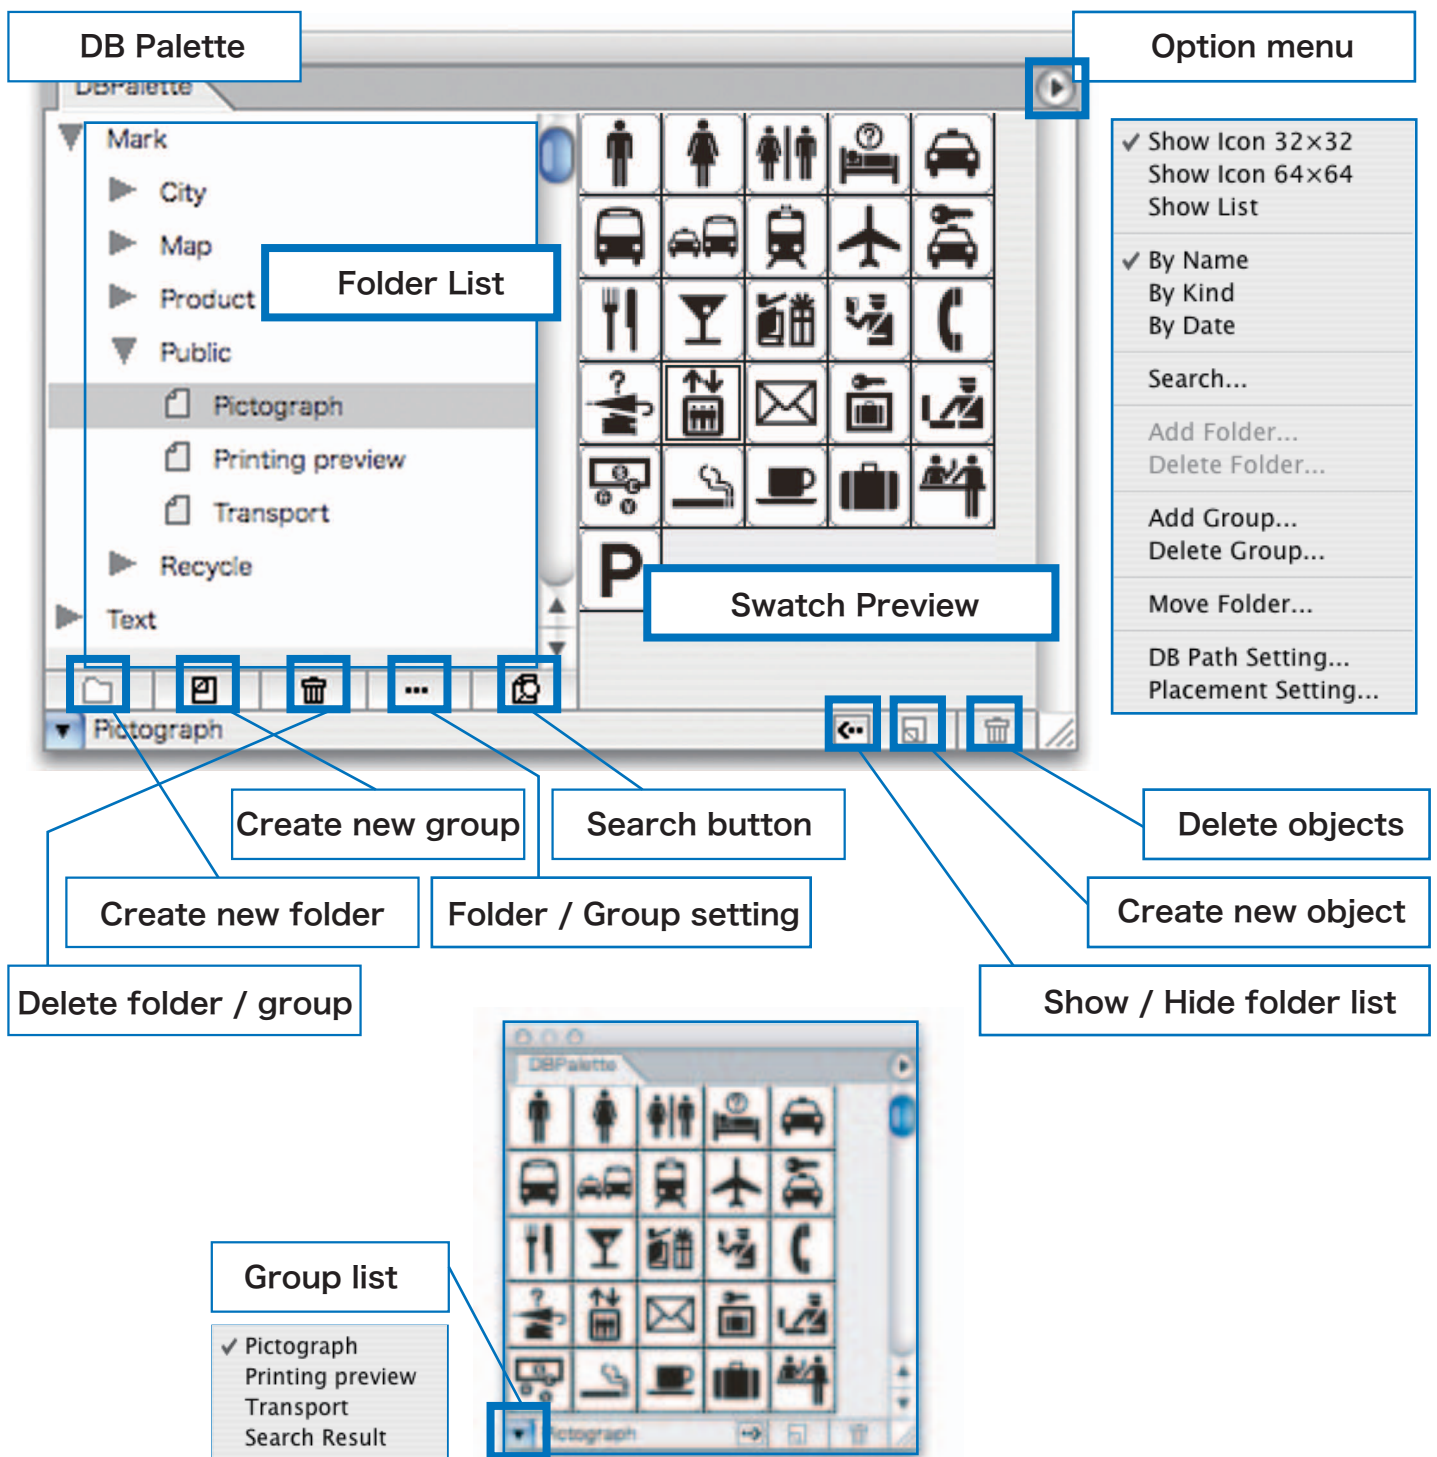 DB Palette
Option menu
DBPalette
Mark
City
Map
Product
Public
Pictograph
Printing preview
Transport
Recycle
Text
Folder List
P
Swatch Preview
✓ Show Icon 32×32
Show Icon 64×64
Show List
✓ By Name
By Kind
By Date
Search...
Add Folder...
Delete Folder...
Add Group...
Delete Group...
Move Folder...
DB Path Setting...
Placement Setting...
Pictograph
Create new group
Search button
Delete objects
Create new folder
Folder / Group setting
Create new object
Delete folder / group
Show / Hide folder list
DBPalette
Group list
✓ Pictograph
Printing preview
Transport
Search Result
Pictograph